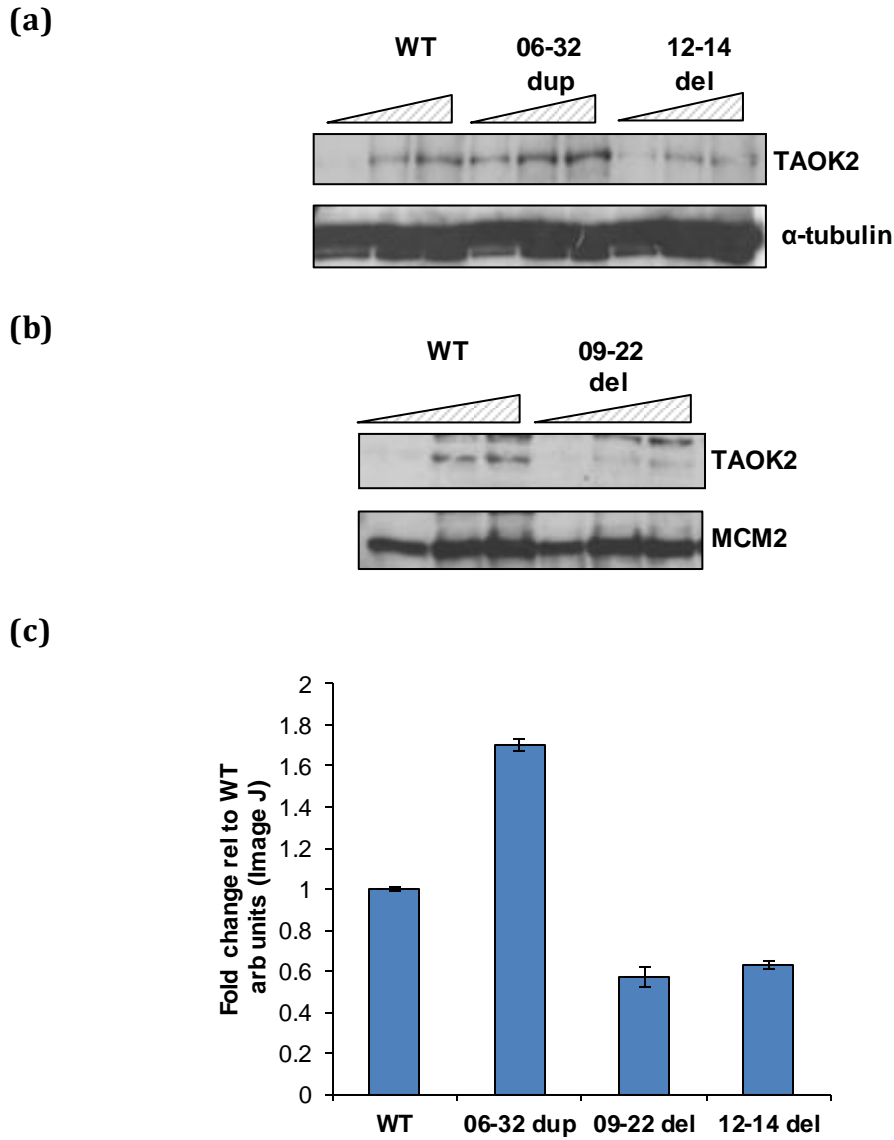 (a)
WT 06-32 12-14
dup del
TAOK2
α-tubulin
(b)
WT 09-22
del
TAOK2
MCM2
(c)
Fold change rel to WT
arb units (Image J)
2
1.8
1.6
1.4
1.2
1
0.8
0.6
0.4
0.2
0
WT 06-32 dup 09-22 del 12-14 del